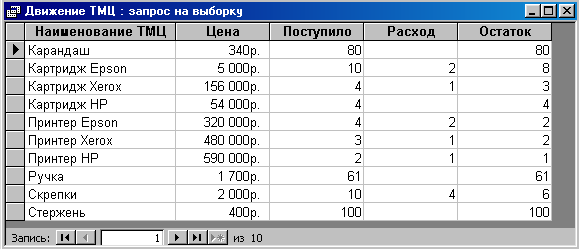 Движение ТМЦ : запрос на выборку
Наименование ТМЦ Цена Поступило Расход Остаток
Карандаш 340р. 80 80
Картридж Epson 5 000р. 10 2 8
Картридж Xerox 156 000р. 4 1 3
Картридж HP 54 000р. 4 4
Принтер Epson 320 000р. 4 2 2
Принтер Xerox 480 000р. 3 1 2
Принтер HP 590 000р. 2 1 1
Ручка 1 700р. 61 61
Скрепки 2 000р. 10 4 6
Стержень 400р. 100 100
Запись: 1 из 10